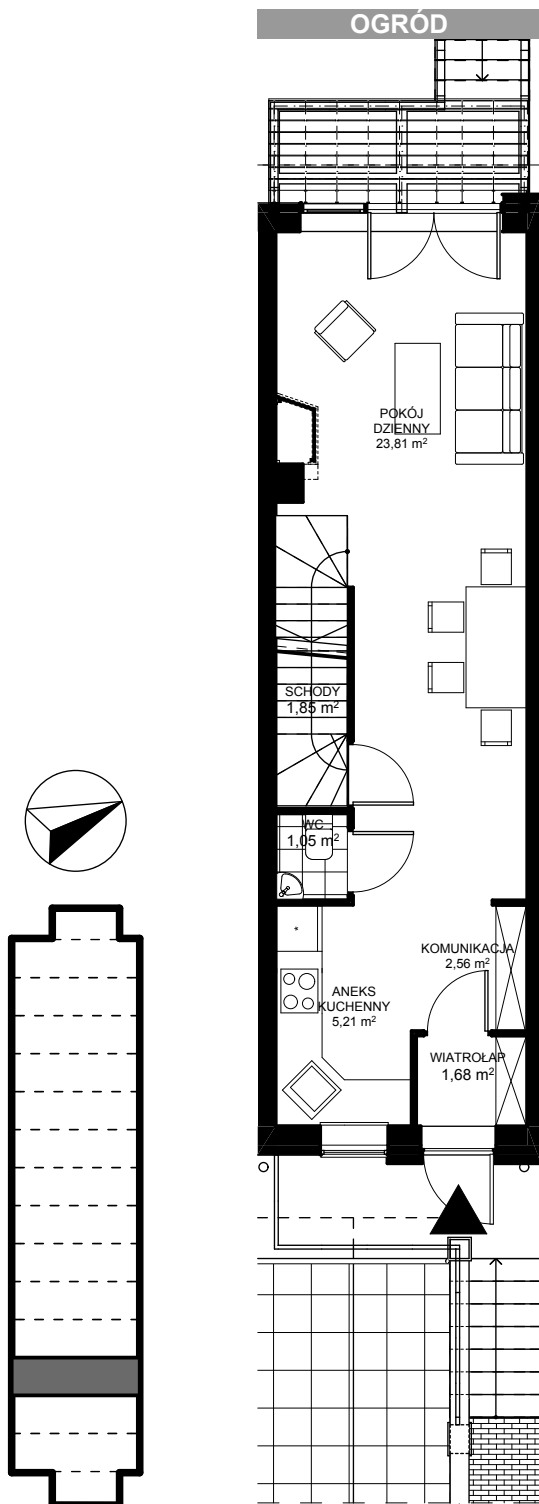 OGRÓD
POKÓJ
DZIENNY
23,81 m²
SCHODY
1,85 m²
WC
1,05 m²
KOMUNIKACJA
2,56 m²
ANEKS
KUCHENNY
5,21 m²
WIATROŁAP
1,68 m²